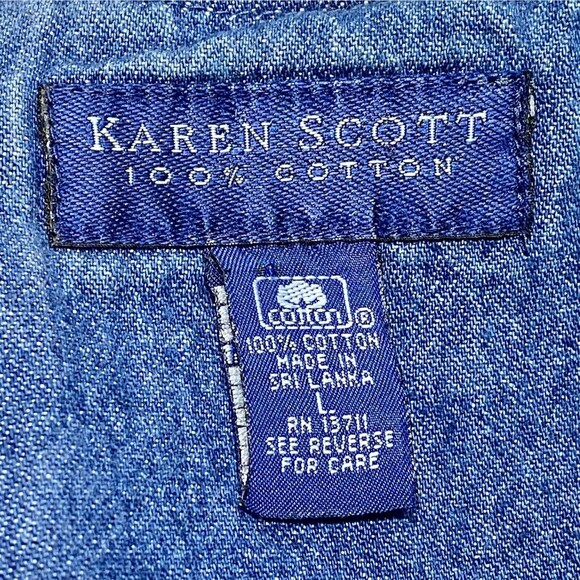 KAREN SCOTT
100% COTTON
cotton ®
100% COTTON
MADE IN
SRI LANKA
L
RN 13711
SEE REVERSE
FOR CARE